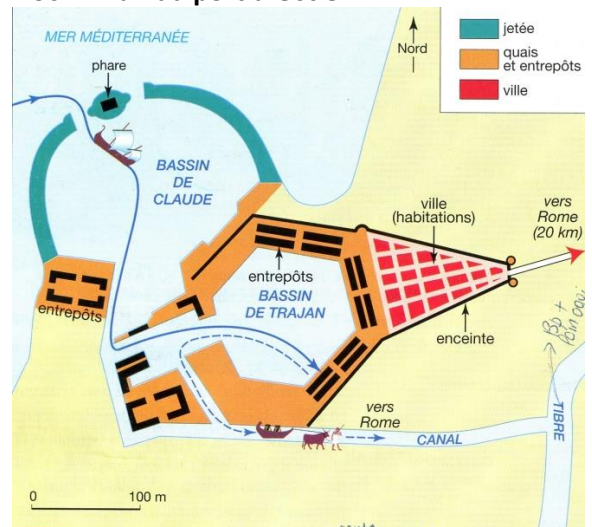 MER MÉDITERRANÉE
phare
Nord
jetée
quais
et entrepôts
ville
BASSIN
DE
CLAUDE
ville
(habitations)
vers
Rome
(20 km)
entrepôts
BASSIN
DE TRAJAN
entrepôts
enceinte
vers
Rome
CANAL
TIBRE
0
100 m